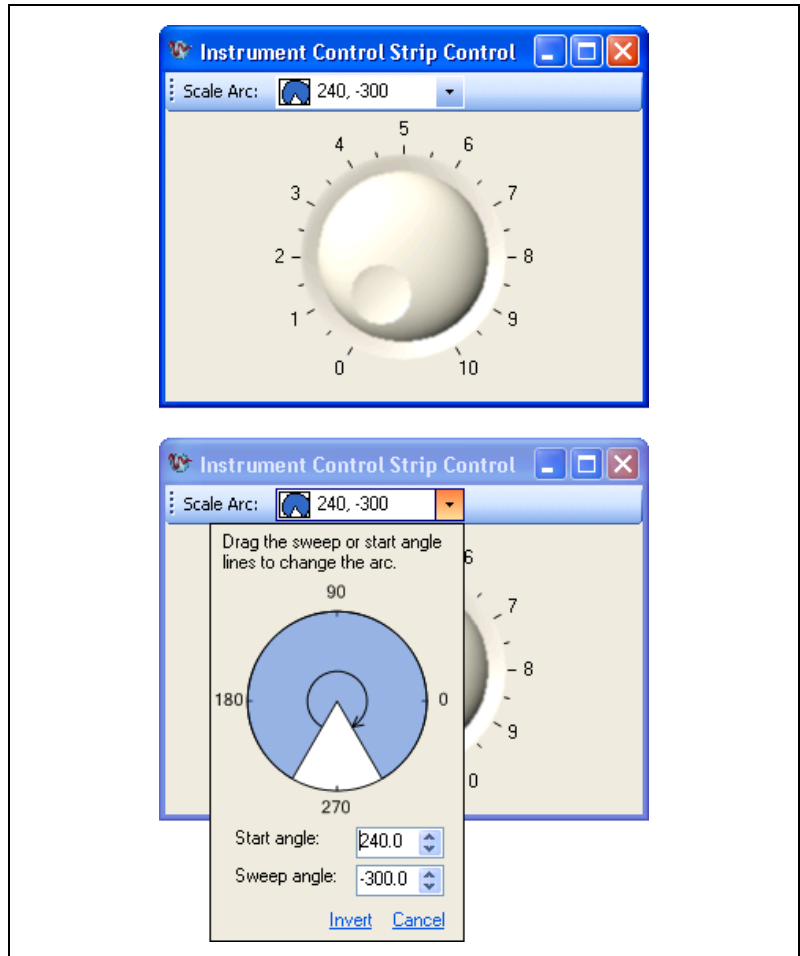 Instrument Control Strip Control
Scale Arc: 240, -300
5
4 6
3 7
2 8
1 9
0 10
Instrument Control Strip Control
Scale Arc: 240, -300
Drag the sweep or start angle
lines to change the arc.
6
90
7
180 0 8
9
0
270
Start angle: 240.0
Sweep angle: -300.0
Invert Cancel